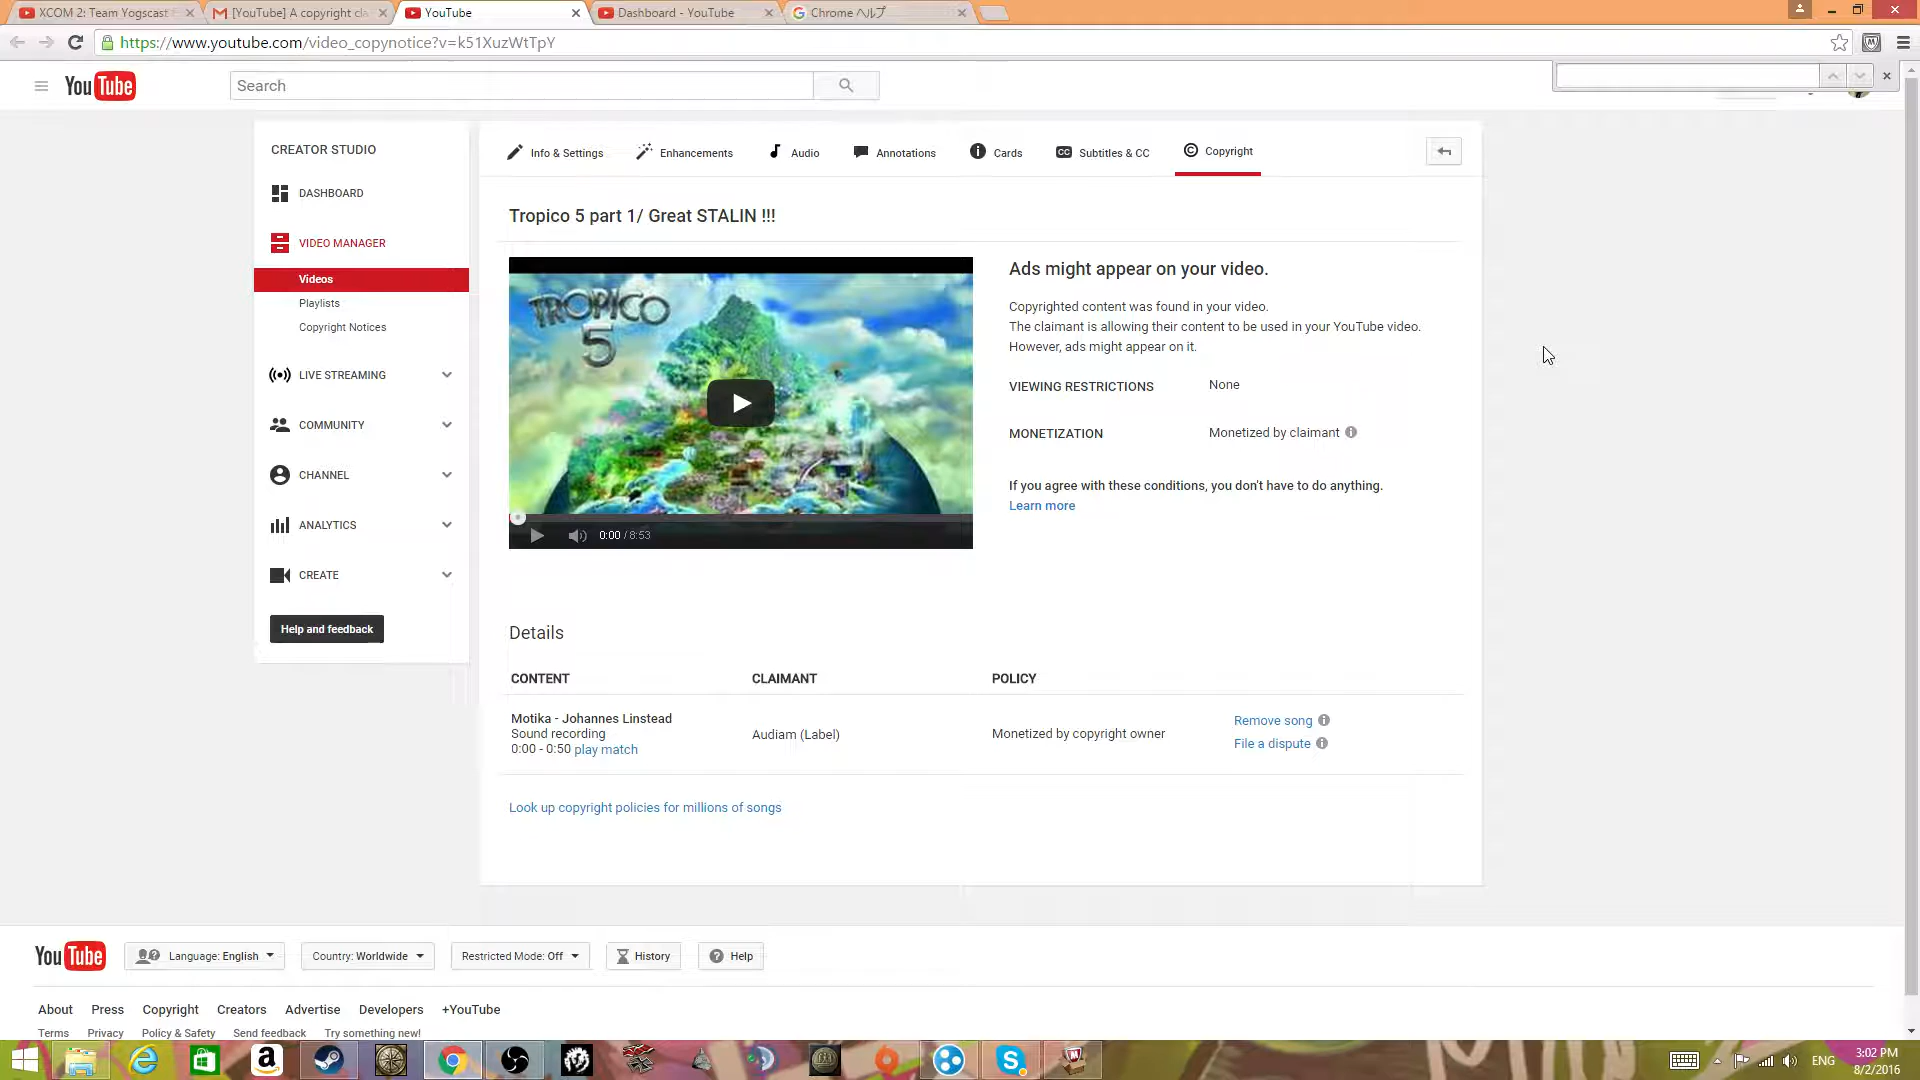 XCOM 2: Team Yogscast
[YouTube] A copyright cla
YouTube
Dashboard - YouTube
Chrome ヘルプ
https://www.youtube.com/video_copynotice?v=k51XuzWtTpY
YouTube
Search
CREATOR STUDIO
DASHBOARD
VIDEO MANAGER
Videos
Playlists
Copyright Notices
LIVE STREAMING
COMMUNITY
CHANNEL
ANALYTICS
CREATE
Help and feedback
Info & Settings
Enhancements
Audio
Annotations
Cards
CC Subtitles & CC
Copyright
Tropico 5 part 1/ Great STALIN !!!
TROPICO
5
0:00 / 8:53
Ads might appear on your video.
Copyrighted content was found in your video.
The claimant is allowing their content to be used in your YouTube video.
However, ads might appear on it.
VIEWING RESTRICTIONS None
MONETIZATION Monetized by claimant
If you agree with these conditions, you don't have to do anything.
Learn more
Details
CONTENT CLAIMANT POLICY
Motika - Johannes Linstead
Sound recording
0:00 - 0:50 play match
Audiam (Label)
Monetized by copyright owner
Remove song
File a dispute
Look up copyright policies for millions of songs
YouTube
Language: English
Country: Worldwide
Restricted Mode: Off
History
Help
About Press Copyright Creators Advertise Developers +YouTube
Terms Privacy Policy & Safety Send feedback Try something new!
ENG
3:02 PM
8/2/2016